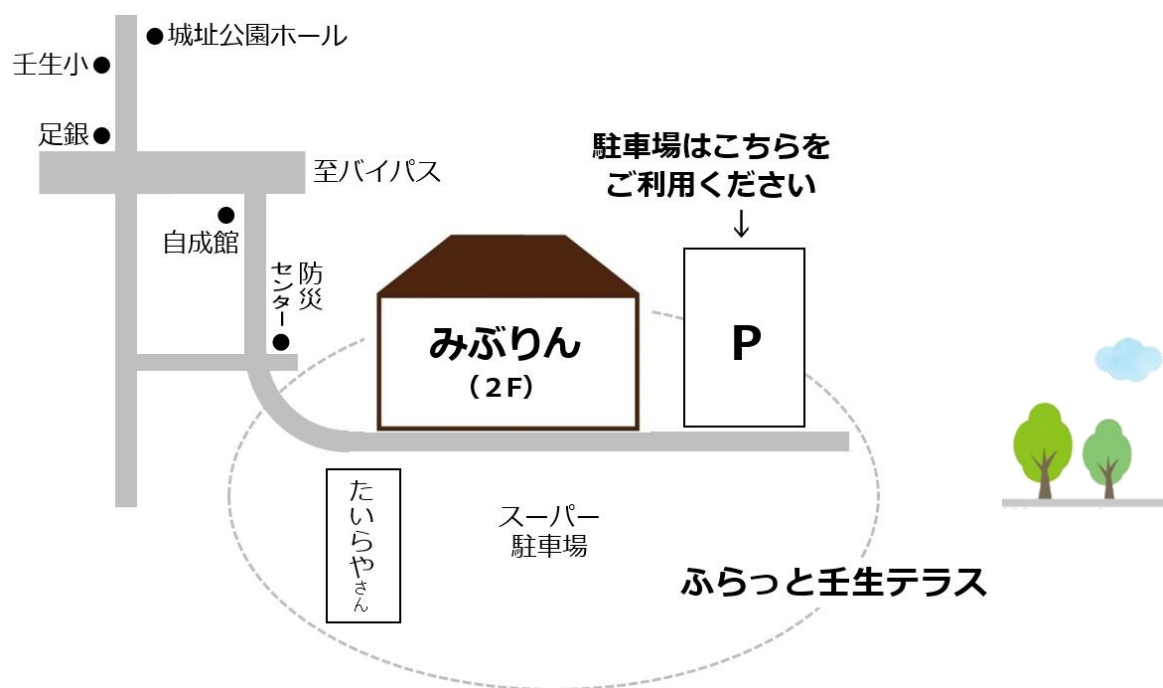 城址公園ホール
壬生小
足銀
至バイパス
駐車場はこちらを
ご利用ください
↓
自成館
防災
センター
みぶりん
(2F)
P
たいらやさん
スーパー
駐車場
ふらっと壬生テラス